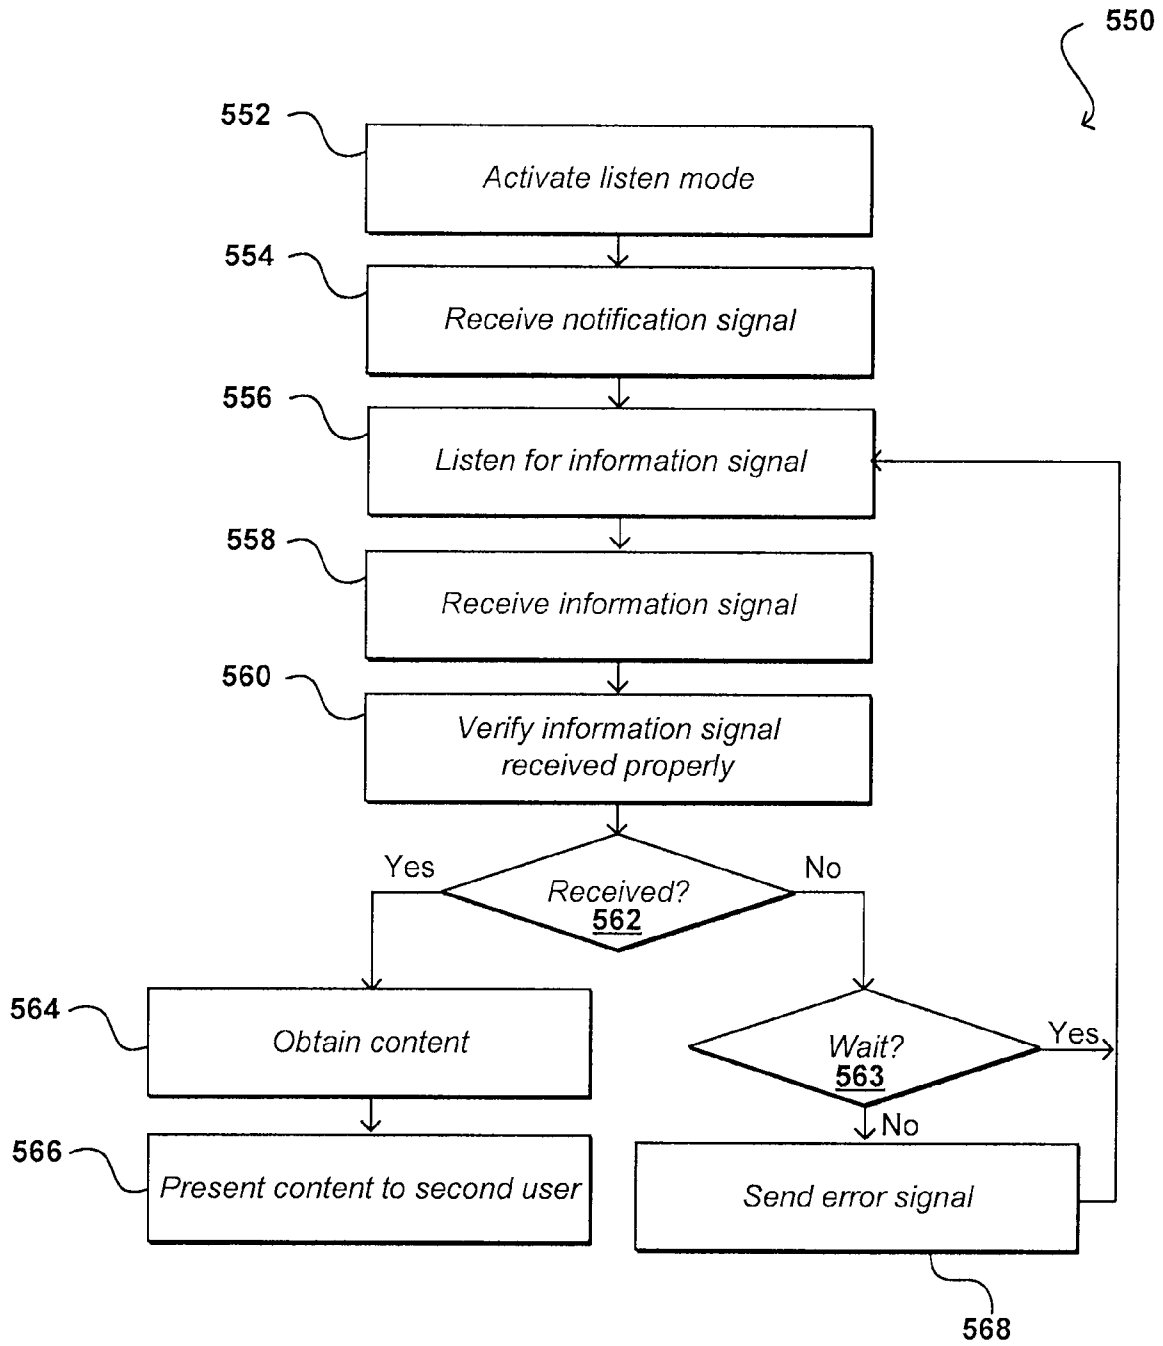 550
552
Activate listen mode
554
Receive notification signal
556
Listen for information signal
558
Receive information signal
560
Verify information signal
received properly
Yes
No
Received?
562
564
Obtain content
Wait?
563
Yes
No
566
Present content to second user
Send error signal
568